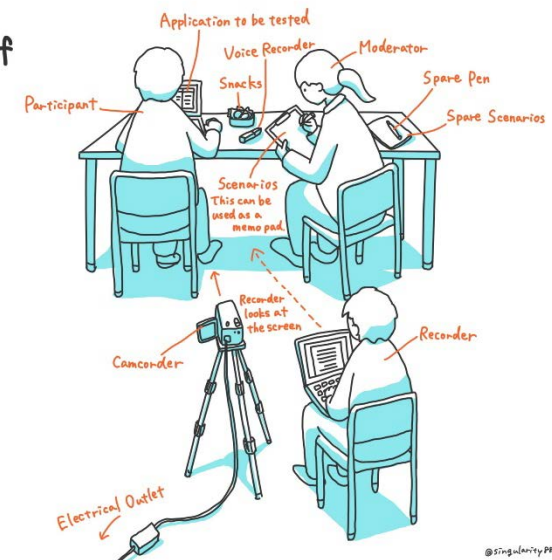 f
Application to be tested
Voice Recorder
Moderator
Snacks
Spare Pen
Participant
Spare Scenarios
Scenarios
This can be
used as a
memo pad
Recorder
looks at
the screen
Recorder
Camcorder
Electrical Outlet